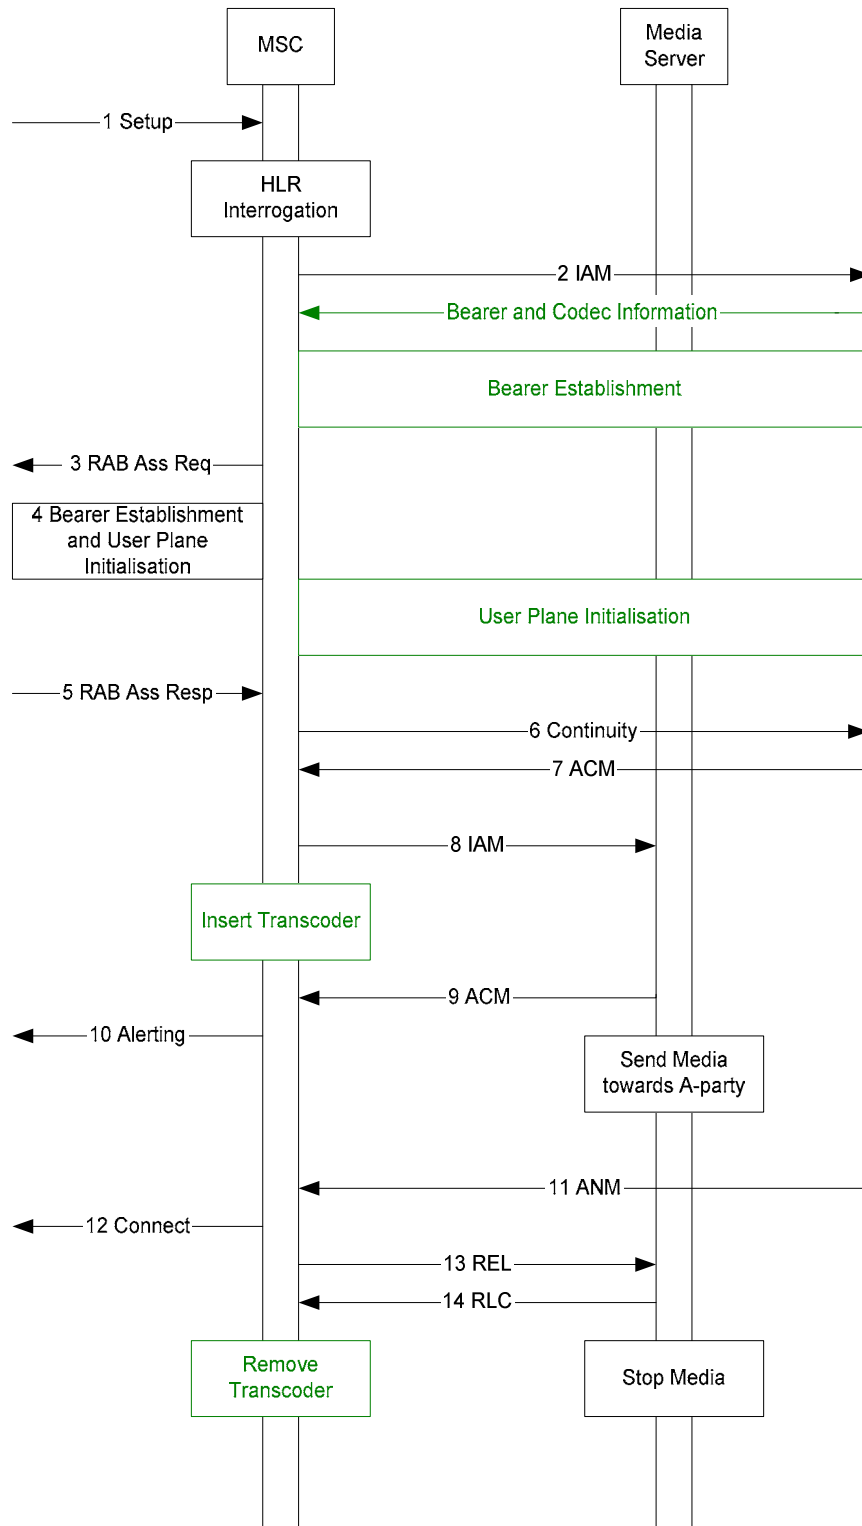 MSC
Media
Server
1 Setup
HLR
Interrogation
2 IAM
Bearer and Codec Information
Bearer Establishment
3 RAB Ass Req
4 Bearer Establishment
and User Plane
Initialisation
User Plane Initialisation
5 RAB Ass Resp
6 Continuity
7 ACM
8 IAM
Insert Transcoder
9 ACM
10 Alerting
Send Media
towards A-party
11 ANM
12 Connect
13 REL
14 RLC
Remove
Transcoder
Stop Media